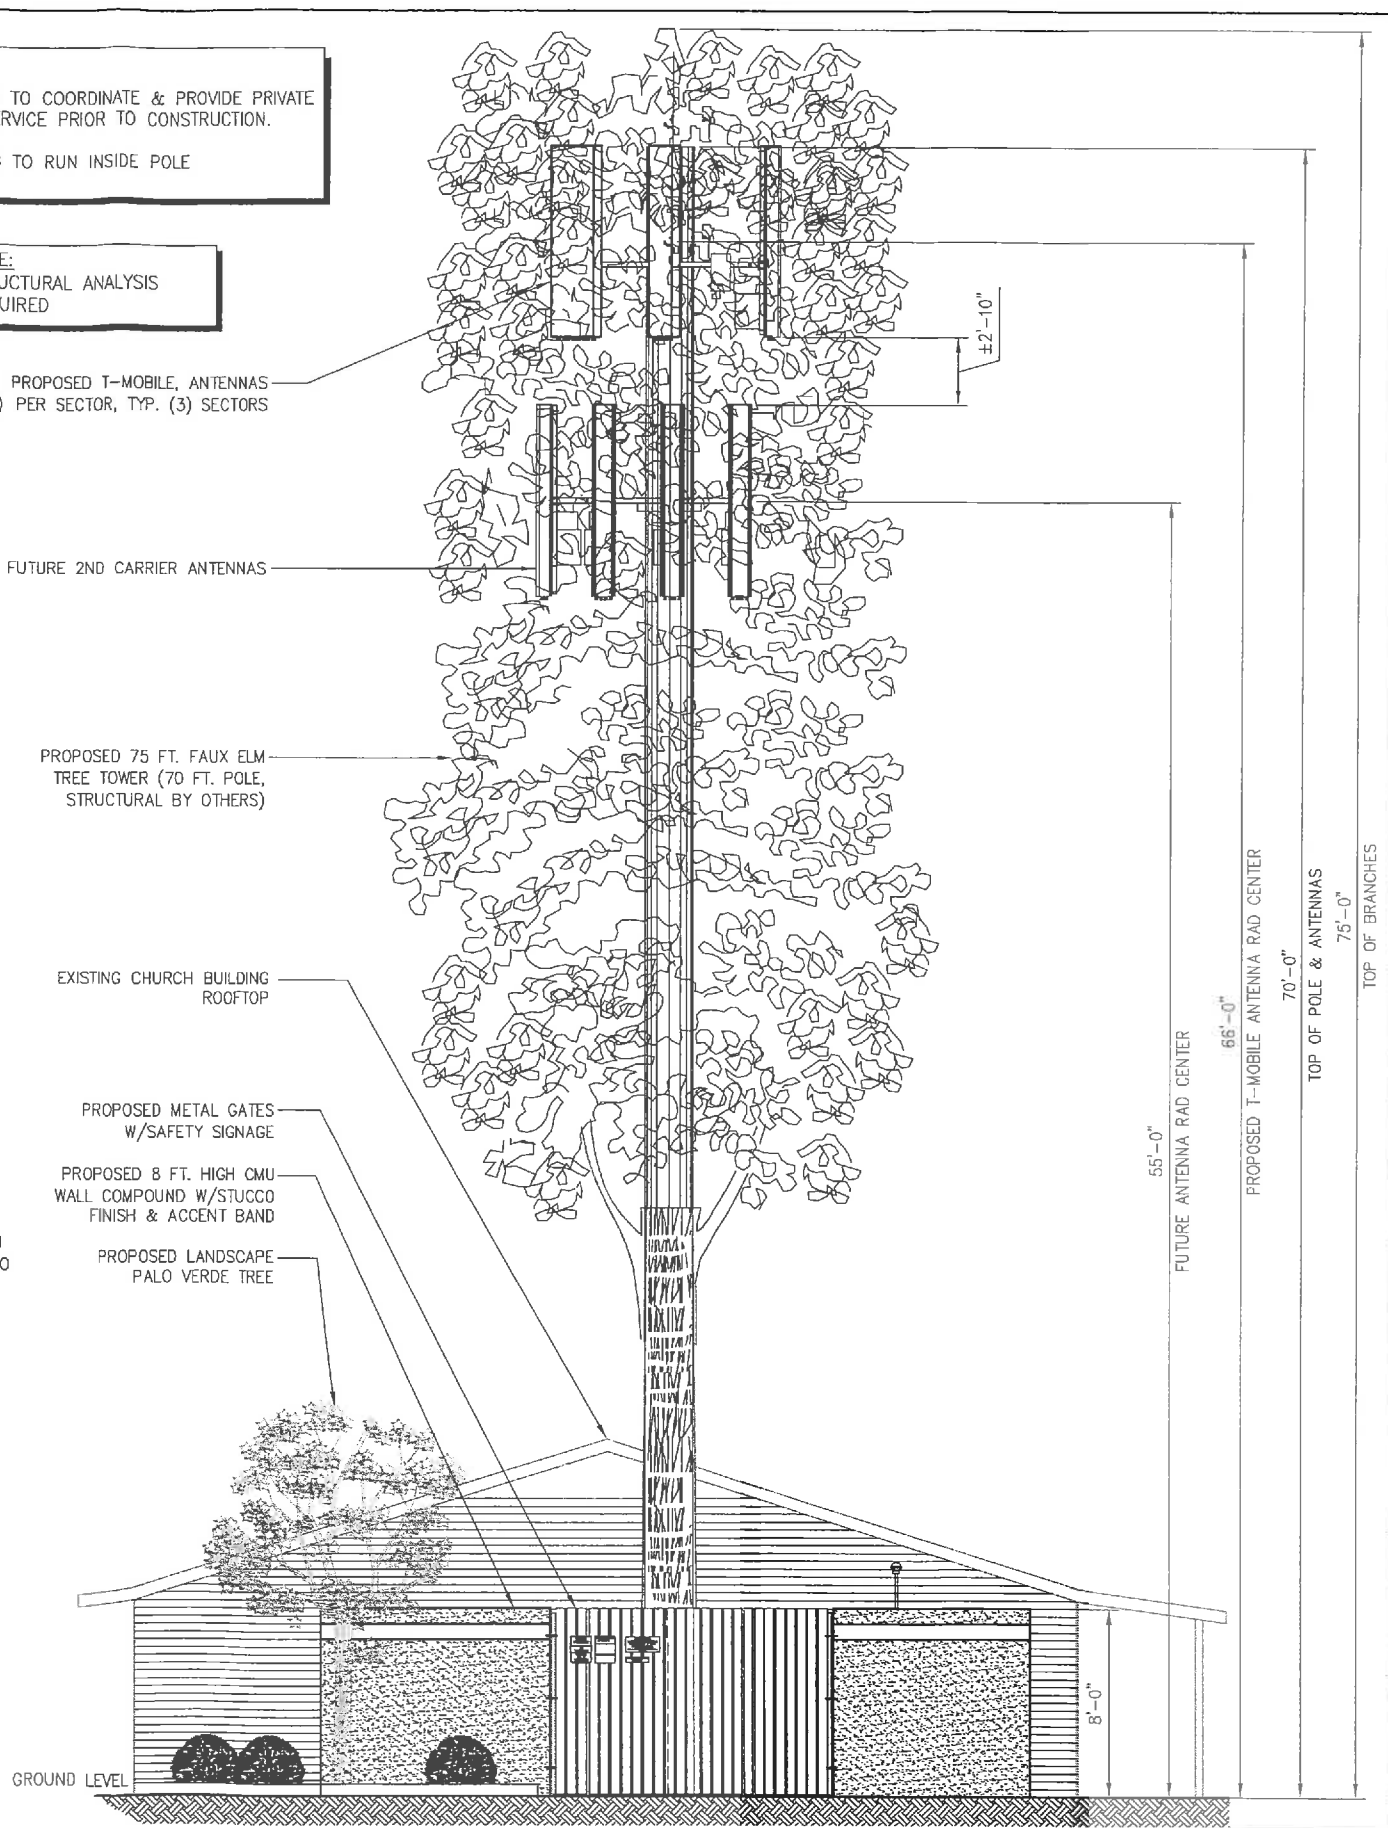 TO COORDINATE & PROVIDE PRIVATE
RVICE PRIOR TO CONSTRUCTION.
TO RUN INSIDE POLE
E:
UCTURAL ANALYSIS
UIRED
PROPOSED T-MOBILE, ANTENNAS
) PER SECTOR, TYP. (3) SECTORS
±2'-10"
FUTURE 2ND CARRIER ANTENNAS
PROPOSED 75 FT. FAUX ELM
TREE TOWER (70 FT. POLE,
STRUCTURAL BY OTHERS)
EXISTING CHURCH BUILDING
ROOFTOP
PROPOSED METAL GATES
W/SAFETY SIGNAGE
PROPOSED 8 FT. HIGH CMU
WALL COMPOUND W/STUCCO
FINISH & ACCENT BAND
O
PROPOSED LANDSCAPE
PALO VERDE TREE
55'-0"
FUTURE ANTENNA RAD CENTER
66'-0"
PROPOSED T-MOBILE ANTENNA RAD CENTER
70'-0"
TOP OF POLE & ANTENNAS
75'-0"
TOP OF BRANCHES
8'-0"
GROUND LEVEL